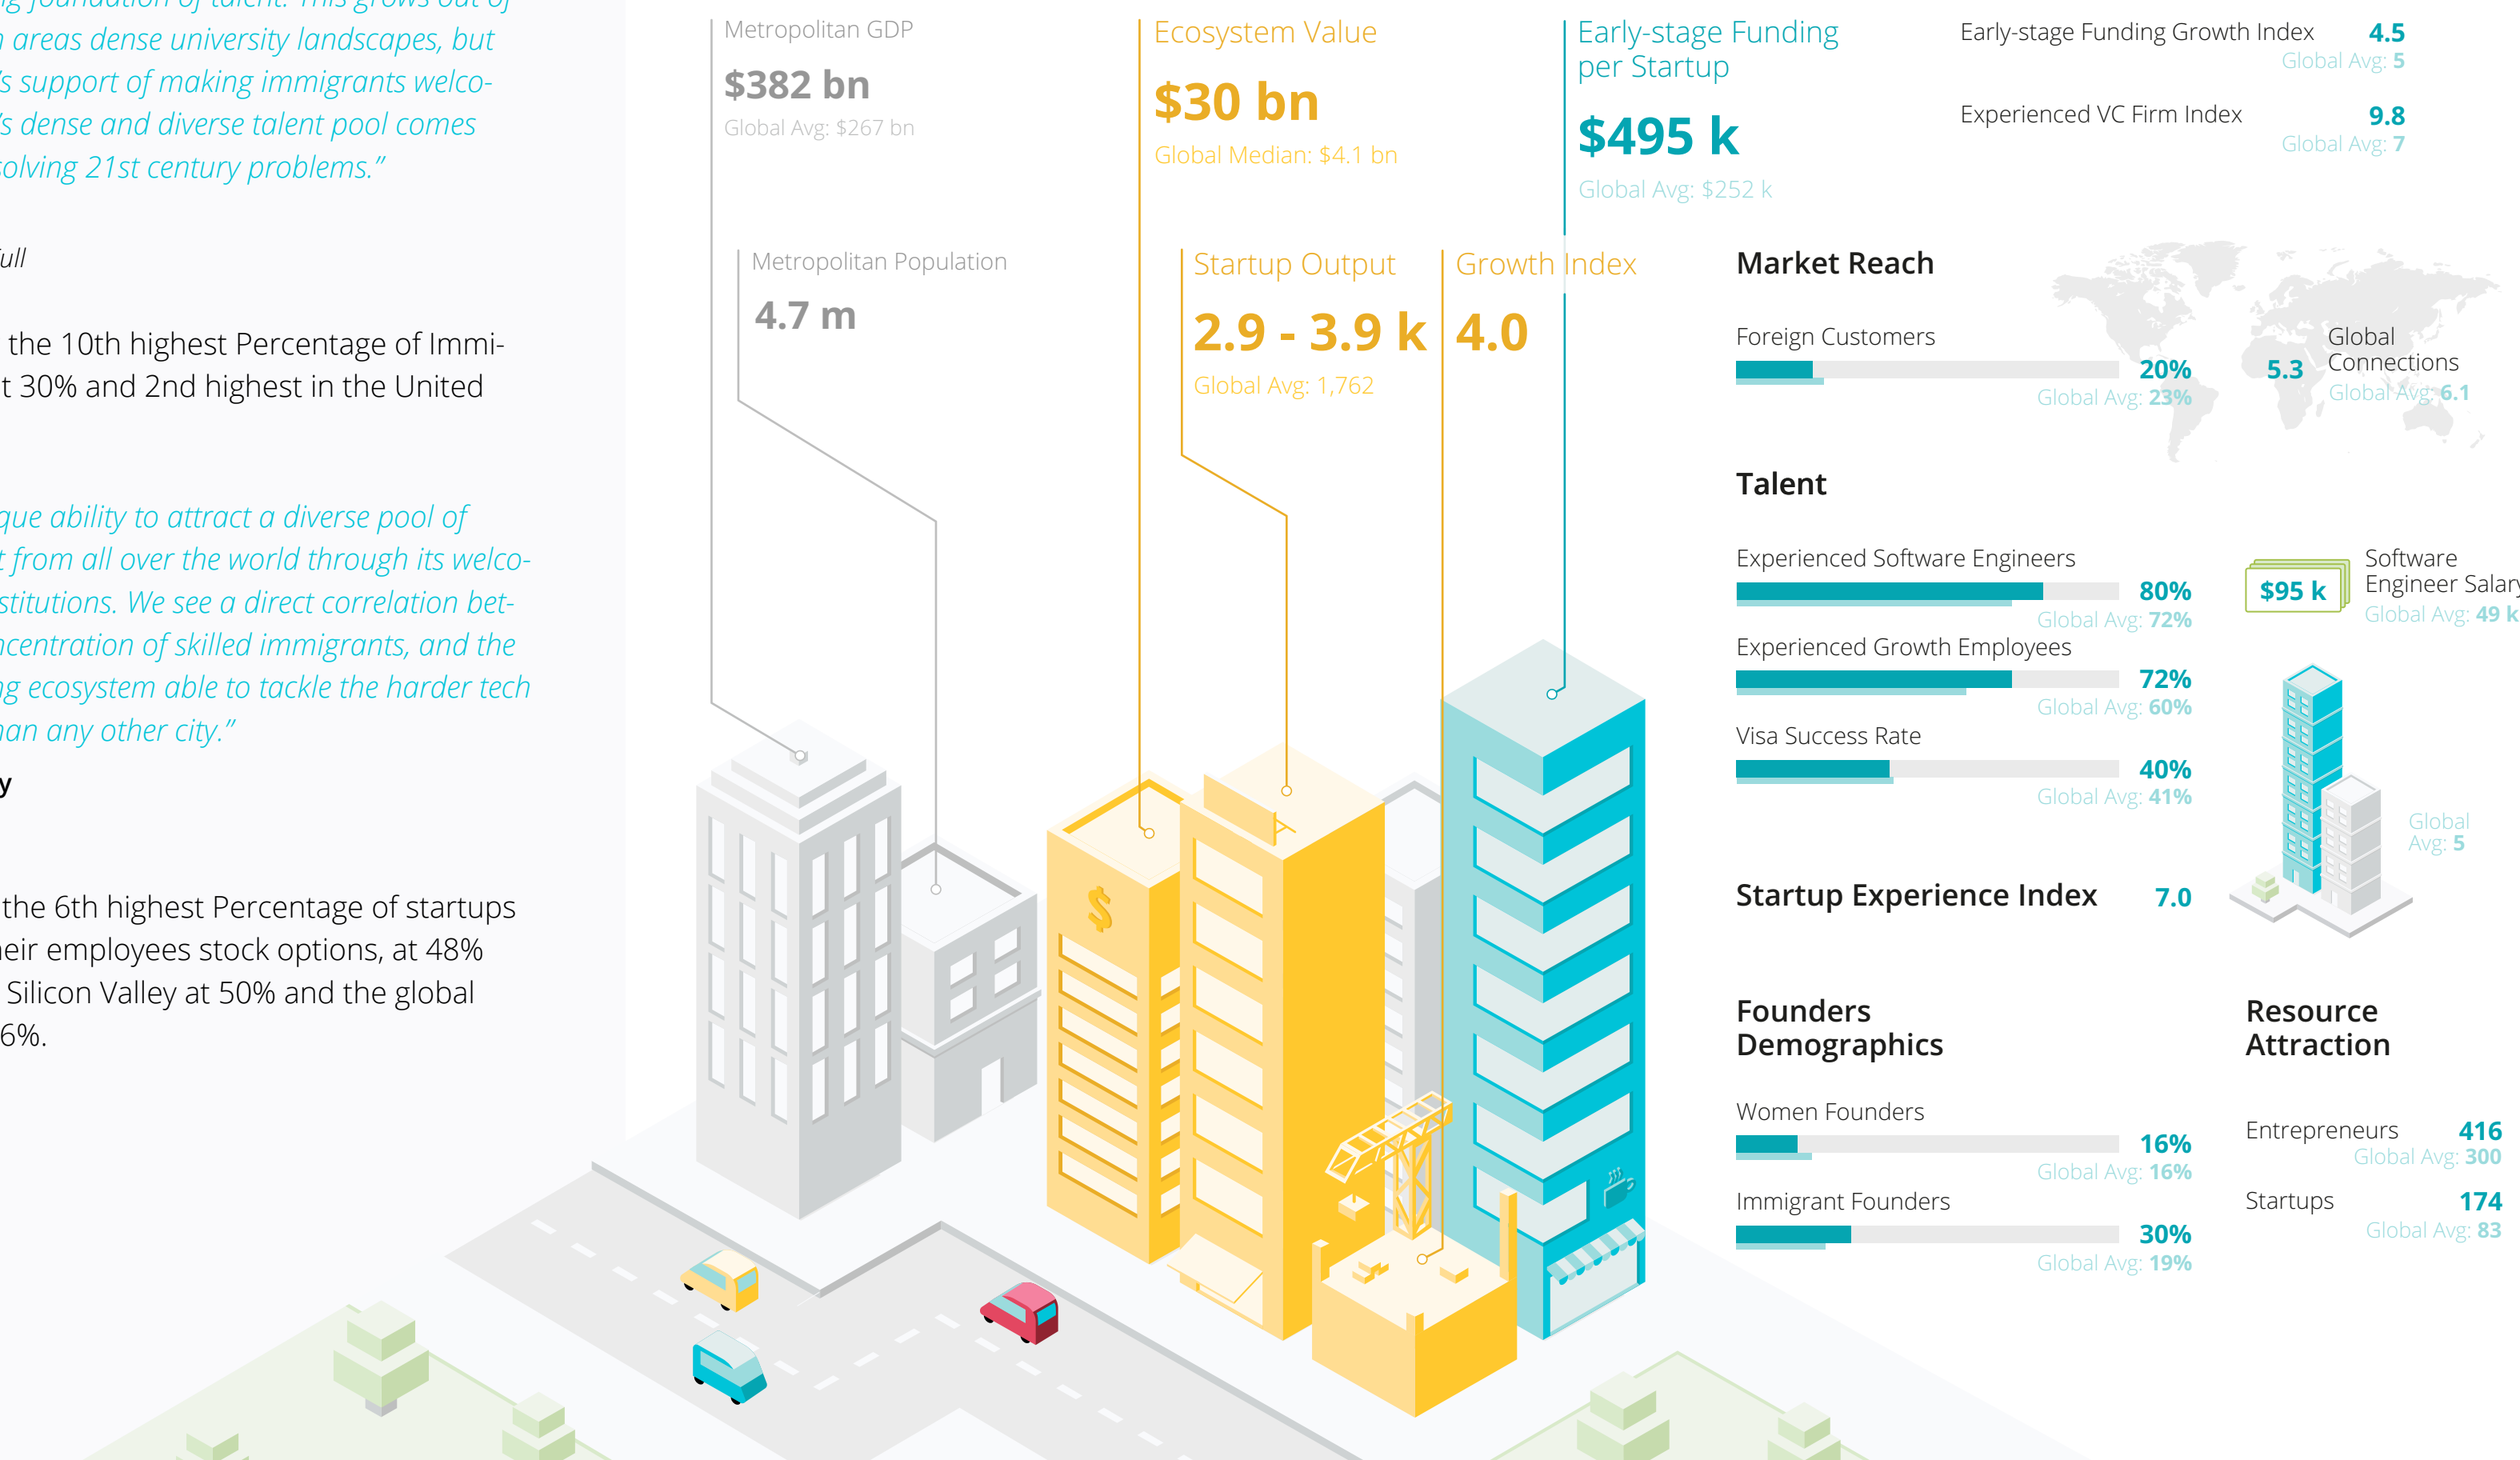 foundation of talent. This grows out of
areas dense university landscapes, but
's support of making immigrants welco-
's dense and diverse talent pool comes
solving 21st century problems.”
the 10th highest Percentage of Immi-
t 30% and 2nd highest in the United
que ability to attract a diverse pool of
t from all over the world through its welco-
stitutions. We see a direct correlation bet-
ncentration of skilled immigrants, and the
ng ecosystem able to tackle the harder tech
han any other city.”
y
the 6th highest Percentage of startups
heir employees stock options, at 48%
Silicon Valley at 50% and the global
6%.
Metropolitan GDP
$382 bn
Global Avg: $267 bn
Metropolitan Population
4.7 m
Ecosystem Value
$30 bn
Global Median: $4.1 bn
Startup Output
2.9 - 3.9 k
Global Avg: 1,762
Growth Index
4.0
Early-stage Funding
per Startup
$495 k
Global Avg: $252 k
Early-stage Funding Growth Index 4.5
Global Avg: 5
Experienced VC Firm Index 9.8
Global Avg: 7
Market Reach
Foreign Customers
20%
Global Avg: 23%
5.3
Global
Connections
Global Avg: 6.1
Talent
Experienced Software Engineers
80%
Global Avg: 72%
Experienced Growth Employees
72%
Global Avg: 60%
Visa Success Rate
40%
Global Avg: 41%
$95 k
Software
Engineer Salary
Global Avg: 49 k
Startup Experience Index 7.0
Global
Avg: 5
Founders
Demographics
Women Founders
16%
Global Avg: 16%
Immigrant Founders
30%
Global Avg: 19%
Resource
Attraction
Entrepreneurs 416
Global Avg: 300
Startups 174
Global Avg: 83
$